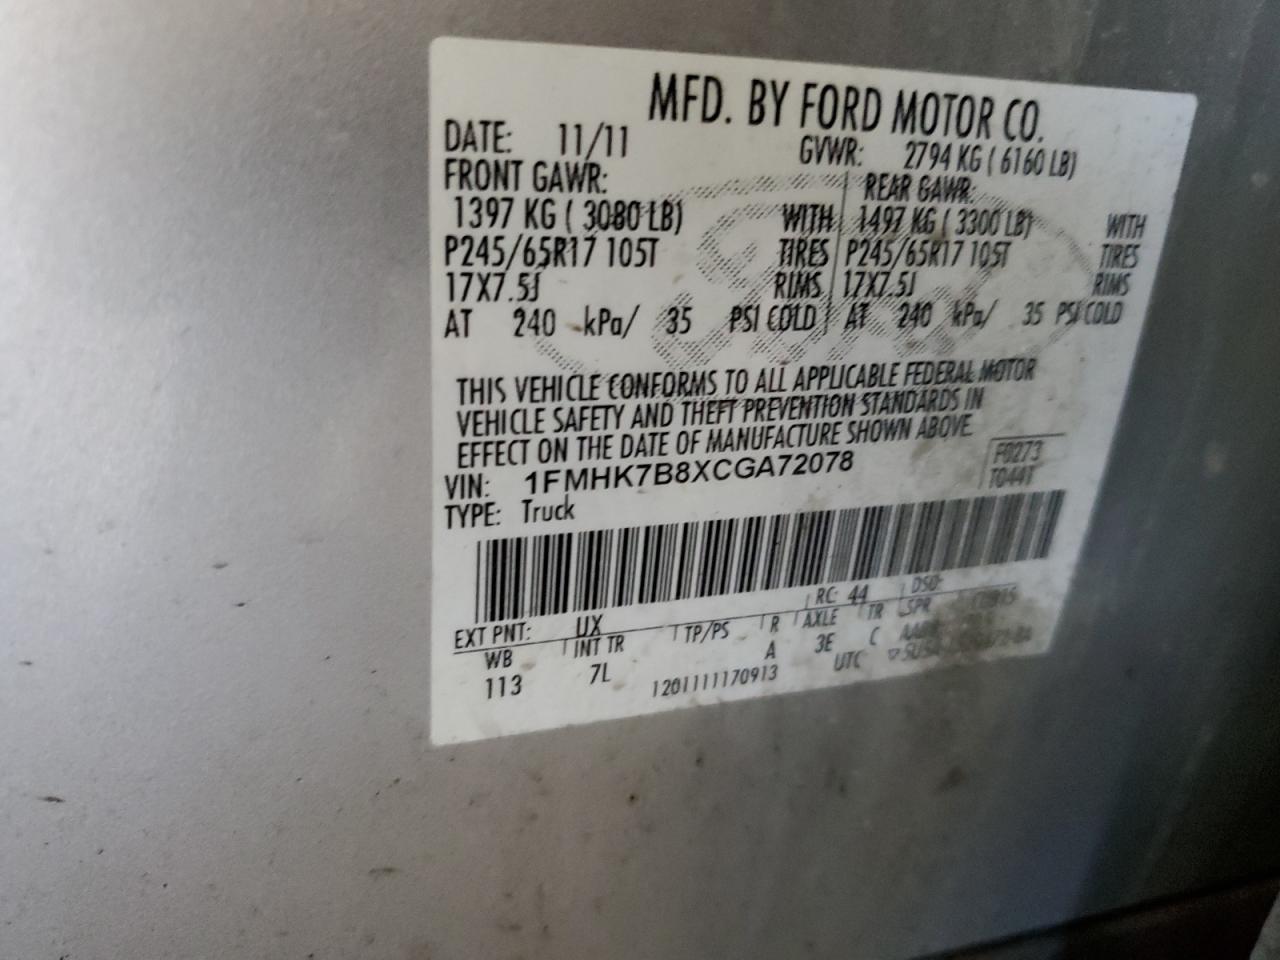 MFD. BY FORD MOTOR CO.
DATE: 11/11 GVWR: 2794 KG ( 6160 LB)
FRONT GAWR: REAR GAWR:
1397 KG ( 3080 LB) WITH 1497 KG ( 3300 LB) WITH
P245/65R17 105T TIRES P245/65R17 105T TIRES
17X7.5J RIMS 17X7.5J RIMS
AT 240 kPa/ 35 PSI COLD AT 240 kPa/ 35 PSI COLD
THIS VEHICLE CONFORMS TO ALL APPLICABLE FEDERAL MOTOR
VEHICLE SAFETY AND THEFT PREVENTION STANDARDS IN
EFFECT ON THE DATE OF MANUFACTURE SHOWN ABOVE
VIN: 1FMHK7B8XCGA72078 F0273
TYPE: Truck T044T
EXT PNT: UX RC: 44 DSO:
WB INT TR TP/PS R AXLE TR SPR
113 7L A 3E C
1201111170913 UTC